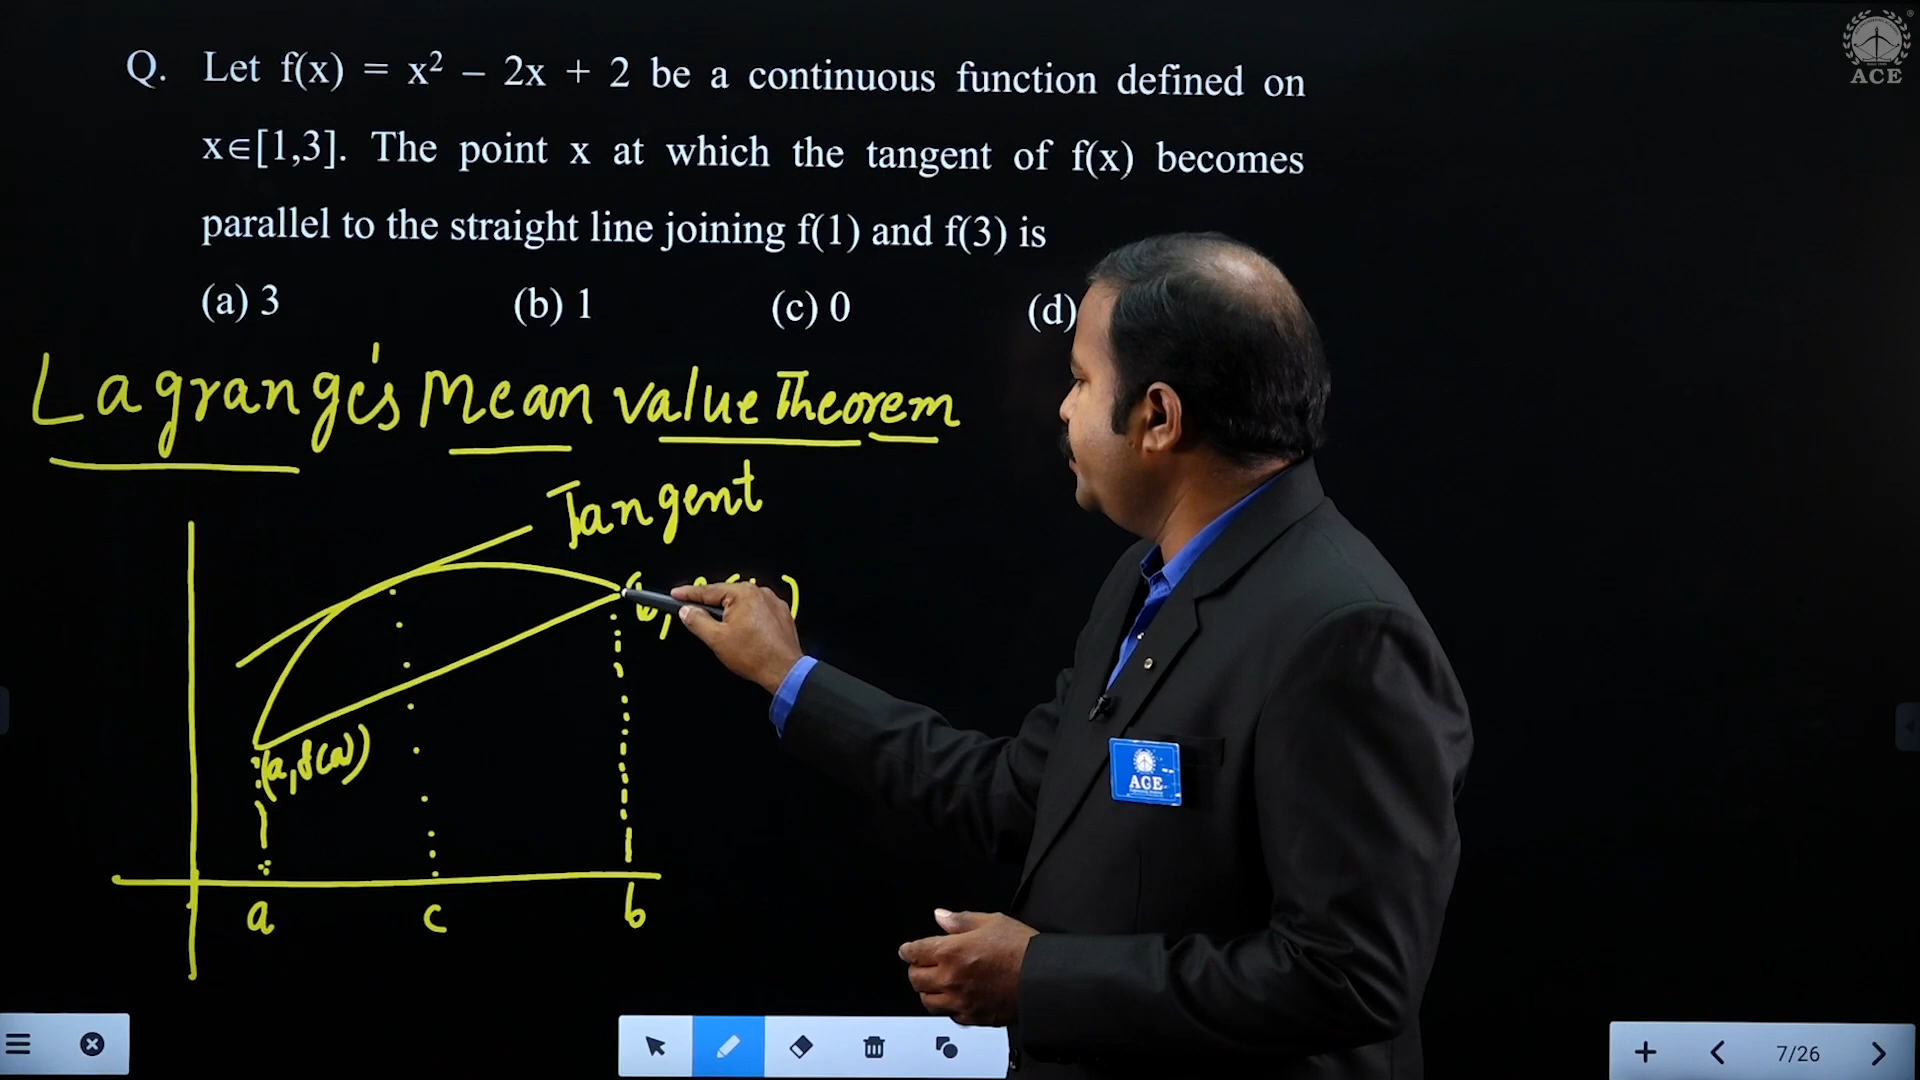 Q. Let f(x) = x² – 2x + 2 be a continuous function defined on
x∈[1,3]. The point x at which the tangent of f(x) becomes
parallel to the straight line joining f(1) and f(3) is
(a) 3 (b) 1 (c) 0 (d)
Lagrange's Mean value Theorem
Tangent
(a, f(a))
a c b
ACE
ACE
7/26